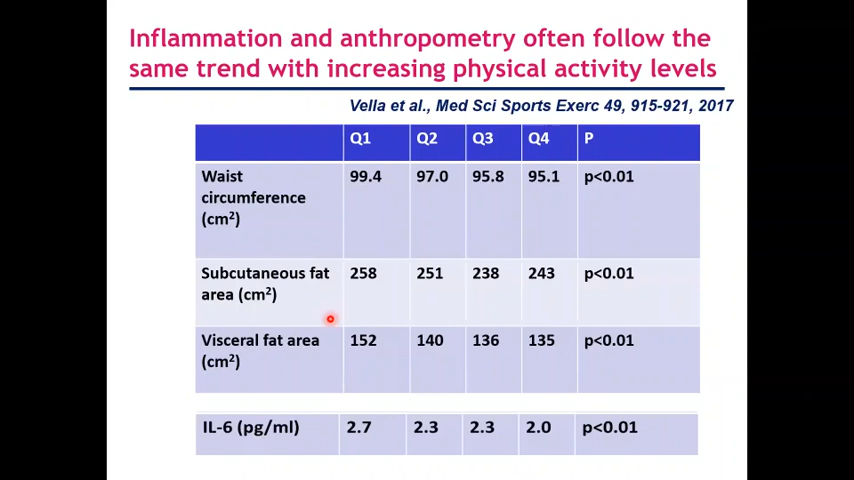 Inflammation and anthropometry often follow the
same trend with increasing physical activity levels
Vella et al., Med Sci Sports Exerc 49, 915-921, 2017
Q1 Q2 Q3 Q4 P
Waist 99.4 97.0 95.8 95.1 p<0.01
circumference
(cm²)
Subcutaneous fat 258 251 238 243 p<0.01
area (cm²)
Visceral fat area 152 140 136 135 p<0.01
(cm²)
IL-6 (pg/ml) 2.7 2.3 2.3 2.0 p<0.01